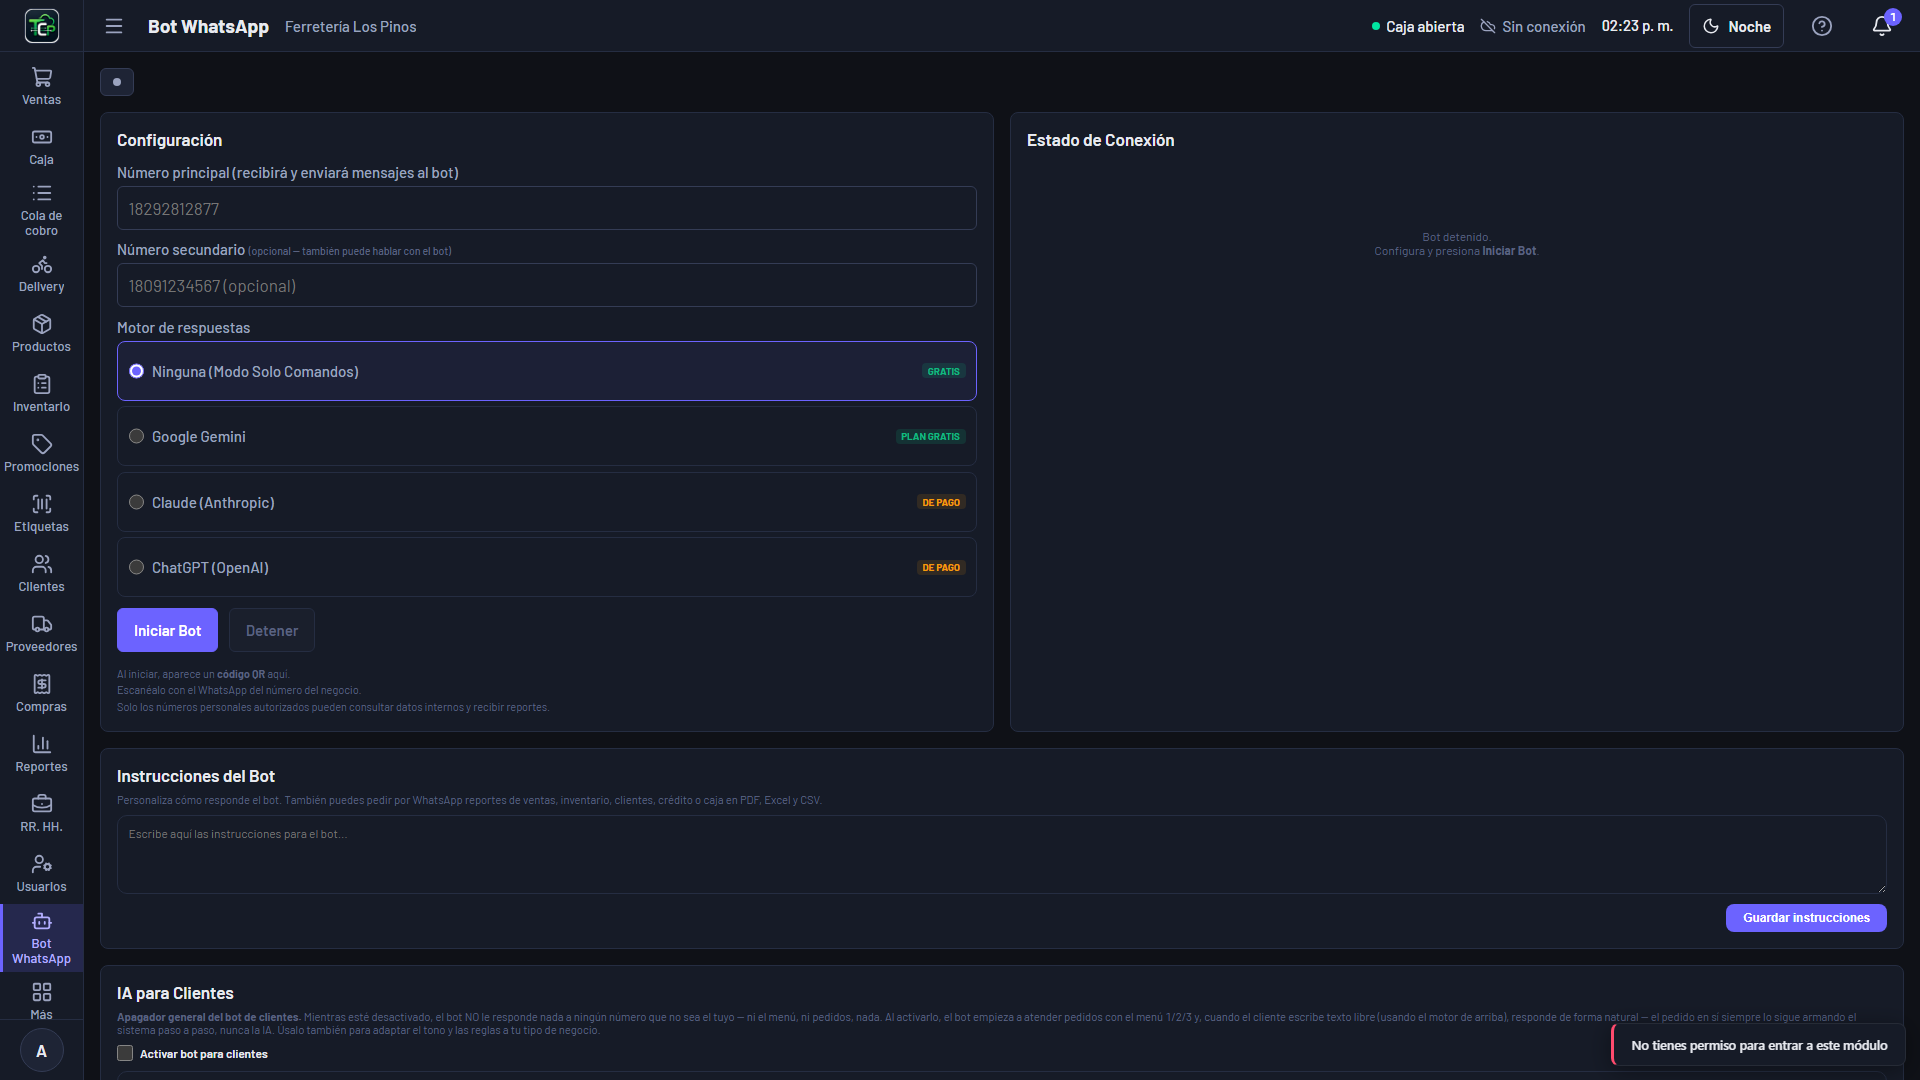 TCP
Bot WhatsApp
Ferretería Los Pinos
Caja abierta
Sin conexión
02:23 p. m.
Noche
1
Ventas
Caja
Cola de
cobro
Delivery
Productos
Inventario
Promociones
Etiquetas
Clientes
Proveedores
Compras
Reportes
RR. HH.
Usuarios
Bot
WhatsApp
Más
A
Configuración
Número principal (recibirá y enviará mensajes al bot)
18292812877
Número secundario (opcional — también puede hablar con el bot)
18091234567 (opcional)
Motor de respuestas
Ninguna (Modo Solo Comandos)
GRATIS
Google Gemini
PLAN GRATIS
Claude (Anthropic)
DE PAGO
ChatGPT (OpenAI)
DE PAGO
Iniciar Bot
Detener
Al iniciar, aparece un código QR aquí.
Escanéalo con el WhatsApp del número del negocio.
Solo los números personales autorizados pueden consultar datos internos y recibir reportes.
Estado de Conexión
Bot detenido.
Configura y presiona Iniciar Bot.
Instrucciones del Bot
Personaliza cómo responde el bot. También puedes pedir por WhatsApp reportes de ventas, inventario, clientes, crédito o caja en PDF, Excel y CSV.
Escribe aquí las instrucciones para el bot...
Guardar instrucciones
IA para Clientes
Apagador general del bot de clientes. Mientras esté desactivado, el bot NO le responde nada a ningún número que no sea el tuyo — ni el menú, ni pedidos, nada. Al activarlo, el bot empieza a atender pedidos con el menú 1/2/3 y, cuando el cliente escribe texto libre (usando el motor de arriba), responde de forma natural — el pedido en sí siempre lo sigue armando el
sistema paso a paso, nunca la IA. Úsalo también para adaptar el tono y las reglas a tu tipo de negocio.
Activar bot para clientes
No tienes permiso para entrar a este módulo